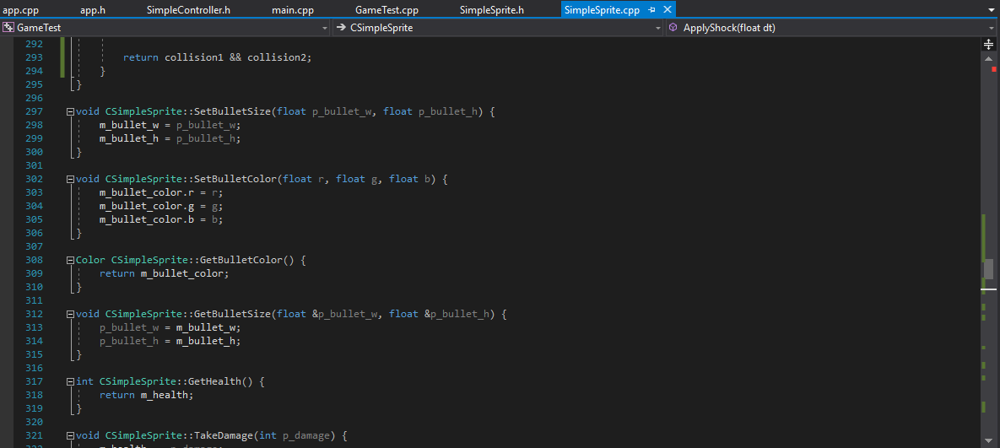 app.cpp app.h SimpleController.h main.cpp GameTest.cpp SimpleSprite.h SimpleSprite.cpp
GameTest CSimpleSprite ApplyShock(float dt)
292
293 return collision1 && collision2;
294 }
295 }
296
297 void CSimpleSprite::SetBulletSize(float p_bullet_w, float p_bullet_h) {
298 m_bullet_w = p_bullet_w;
299 m_bullet_h = p_bullet_h;
300 }
301
302 void CSimpleSprite::SetBulletColor(float r, float g, float b) {
303 m_bullet_color.r = r;
304 m_bullet_color.g = g;
305 m_bullet_color.b = b;
306 }
307
308 Color CSimpleSprite::GetBulletColor() {
309 return m_bullet_color;
310 }
311
312 void CSimpleSprite::GetBulletSize(float &p_bullet_w, float &p_bullet_h) {
313 p_bullet_w = m_bullet_w;
314 p_bullet_h = m_bullet_h;
315 }
316
317 int CSimpleSprite::GetHealth() {
318 return m_health;
319 }
320
321 void CSimpleSprite::TakeDamage(int p_damage) {